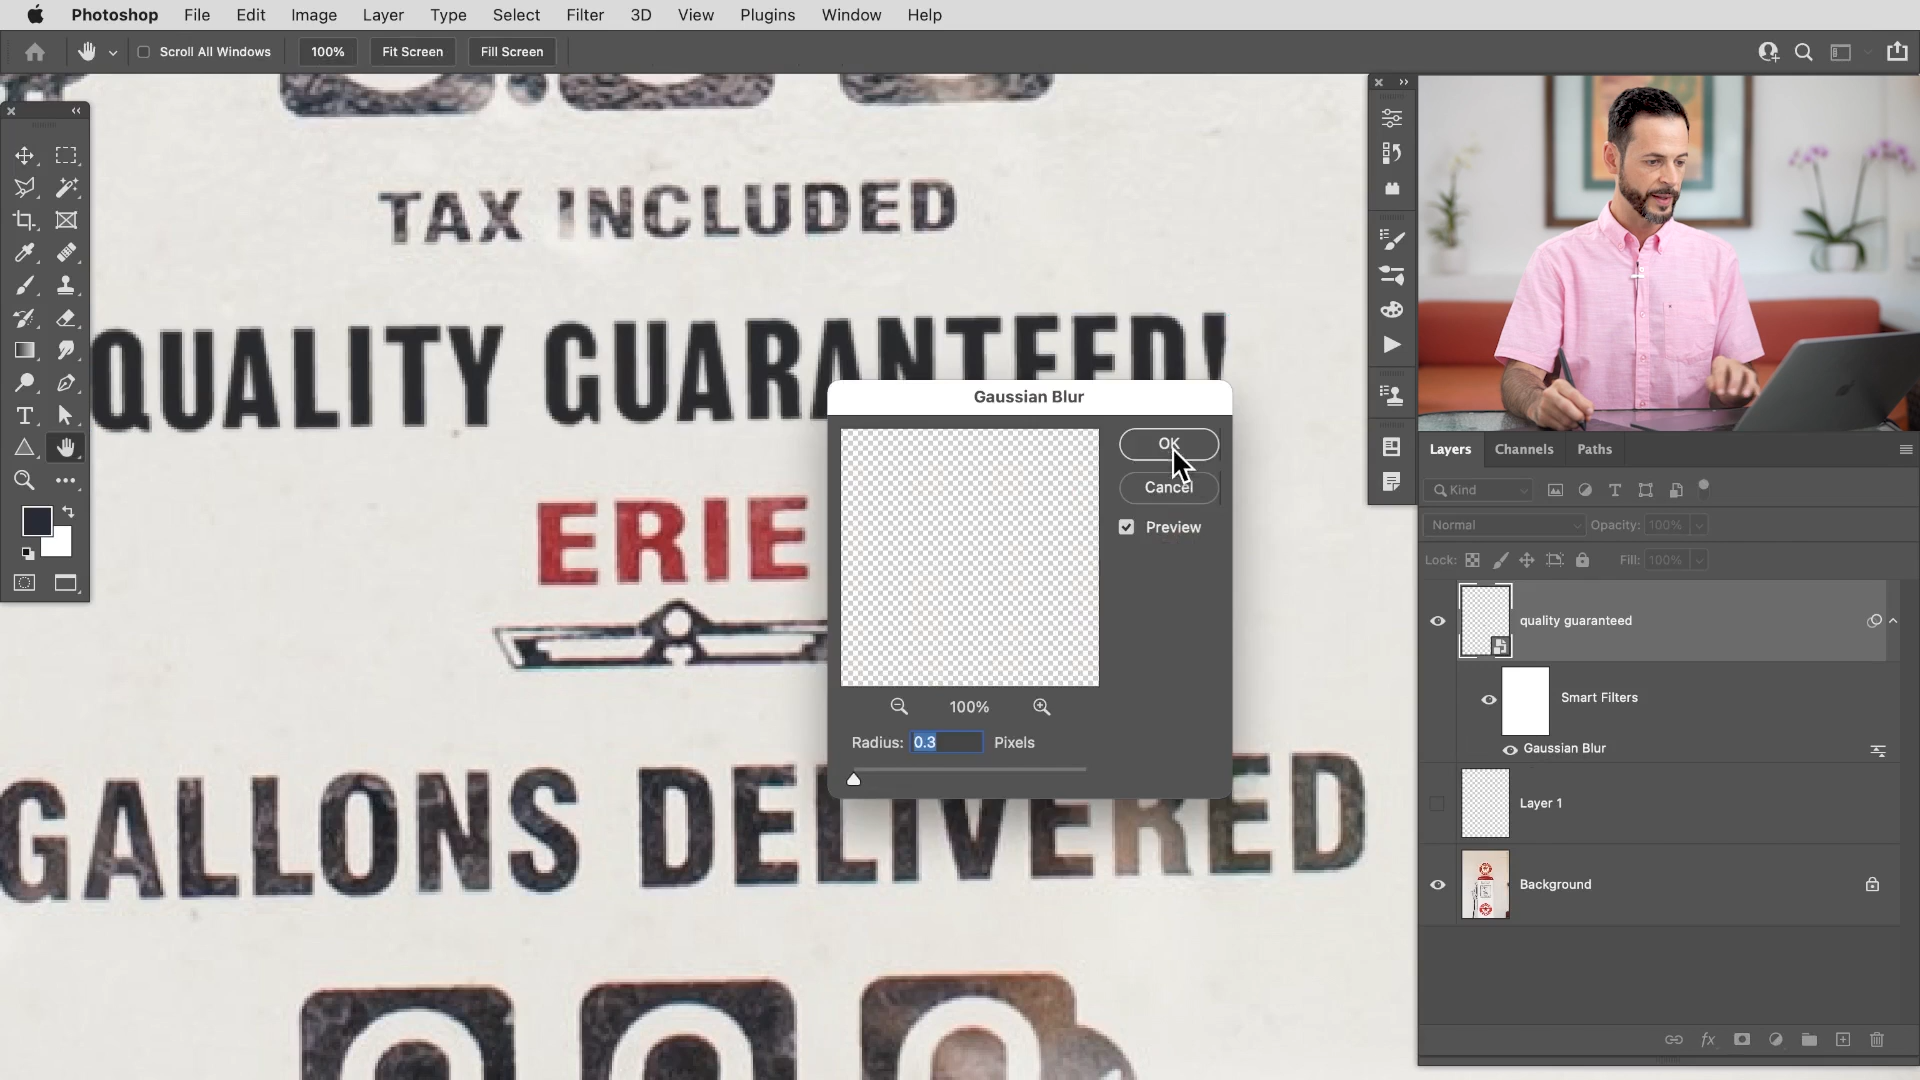 Photoshop File Edit Image Layer Type Select Filter 3D View Plugins Window Help
Scroll All Windows 100% Fit Screen Fill Screen
TAX INCLUDED
QUALITY GUARANTEED!
Gaussian Blur
OK
Cancel
Preview
100%
Radius: 0.3 Pixels
ERIE
GALLONS DELIVERED
Layers Channels Paths
Kind
Normal Opacity: 100%
Lock: Fill: 100%
quality guaranteed
Smart Filters
Gaussian Blur
Layer 1
Background